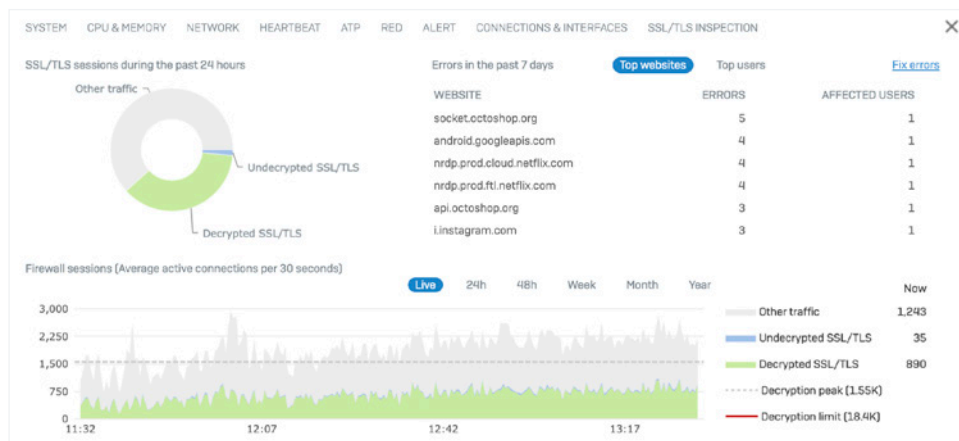 SYSTEM CPU & MEMORY NETWORK HEARTBEAT ATP RED ALERT CONNECTIONS & INTERFACES SSL/TLS INSPECTION
SSL/TLS sessions during the past 24 hours
Other traffic
Undecrypted SSL/TLS
Decrypted SSL/TLS
Errors in the past 7 days Top websites Top users Fix errors
WEBSITE ERRORS AFFECTED USERS
socket.octoshop.org 5 1
android.googleapis.com 4 1
nrdp.prod.cloud.netflix.com 4 1
nrdp.prod.ftl.netflix.com 4 1
api.octoshop.org 3 1
i.instagram.com 3 1
Firewall sessions (Average active connections per 30 seconds)
Live 24h 48h Week Month Year
3,000
2,250
1,500
750
0
11:32 12:07 12:42 13:17
Now
Other traffic 1,243
Undecrypted SSL/TLS 35
Decrypted SSL/TLS 890
Decryption peak (1.55K)
Decryption limit (18.4K)